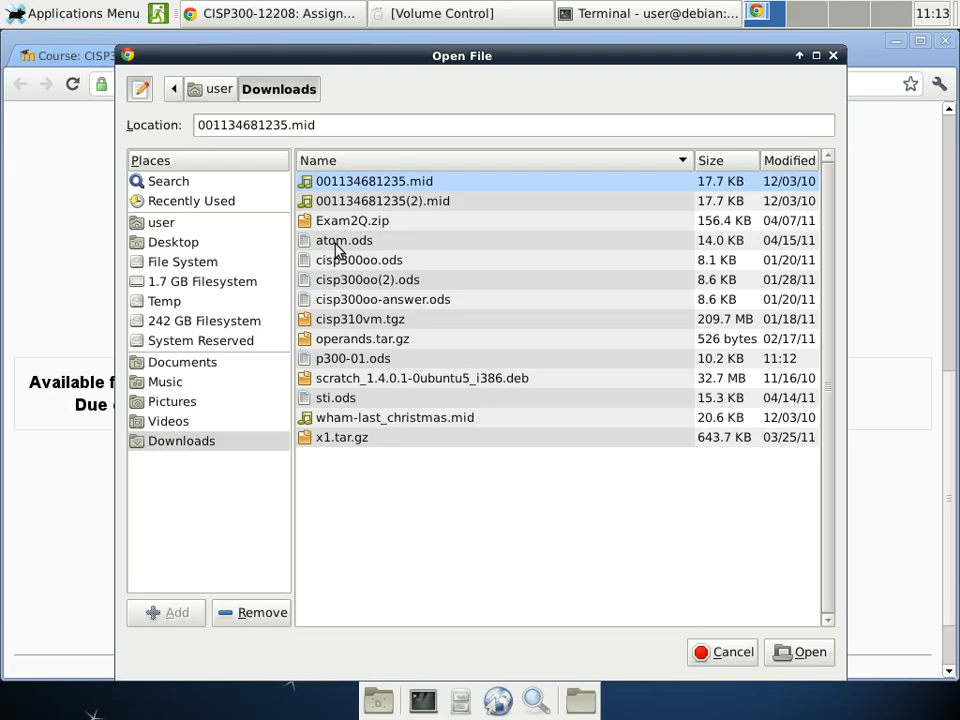 Applications Menu
CISP300-12208: Assign...
[Volume Control]
Terminal - user@debian:...
11:13
Course: CISP3
Open File
user
Downloads
Location:
001134681235.mid
Places
Search
Recently Used
user
Desktop
File System
1.7 GB Filesystem
Temp
242 GB Filesystem
System Reserved
Documents
Music
Pictures
Videos
Downloads
Add
Remove
Name Size Modified
001134681235.mid 17.7 KB 12/03/10
001134681235(2).mid 17.7 KB 12/03/10
Exam2Q.zip 156.4 KB 04/07/11
atom.ods 14.0 KB 04/15/11
cisp300oo.ods 8.1 KB 01/20/11
cisp300oo(2).ods 8.6 KB 01/28/11
cisp300oo-answer.ods 8.6 KB 01/20/11
cisp310vm.tgz 209.7 MB 01/18/11
operands.tar.gz 526 bytes 02/17/11
p300-01.ods 10.2 KB 11:12
scratch_1.4.0.1-0ubuntu5_i386.deb 32.7 MB 11/16/10
sti.ods 15.3 KB 04/14/11
wham-last_christmas.mid 20.6 KB 12/03/10
x1.tar.gz 643.7 KB 03/25/11
Cancel
Open
Available f
Due